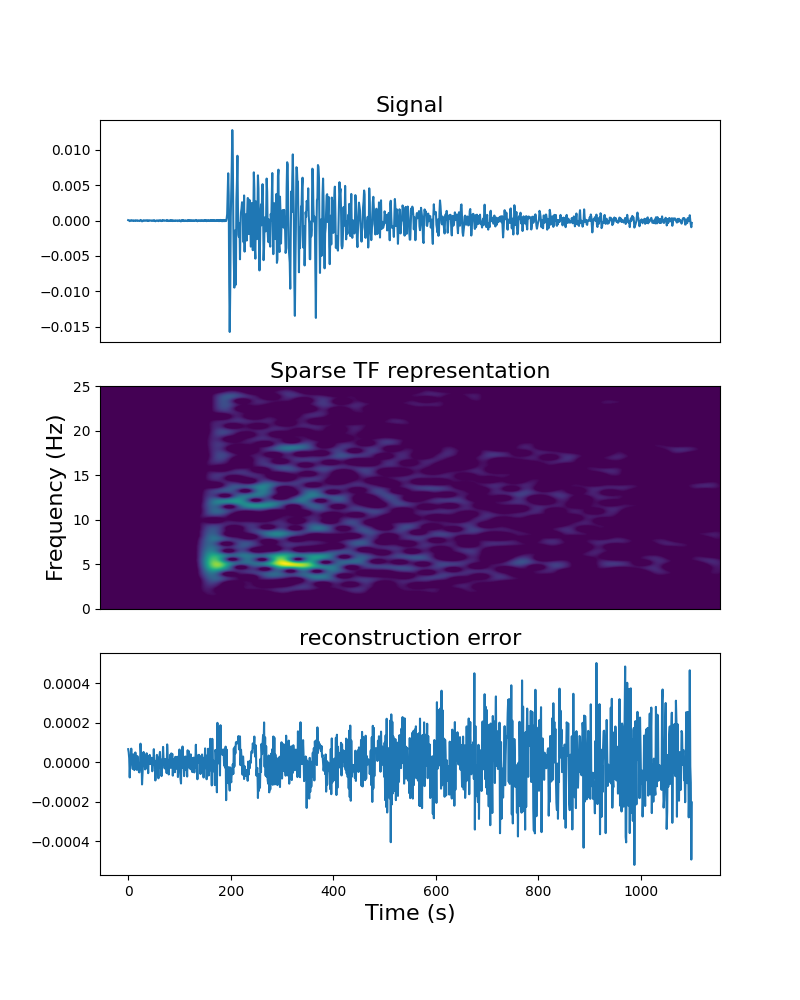 Signal
0.010
0.005
0.000
−0.005
−0.010
−0.015
Sparse TF representation
25
20
15
10
5
0
Frequency (Hz)
reconstruction error
0.0004
0.0002
0.0000
−0.0002
−0.0004
0 200 400 600 800 1000
Time (s)